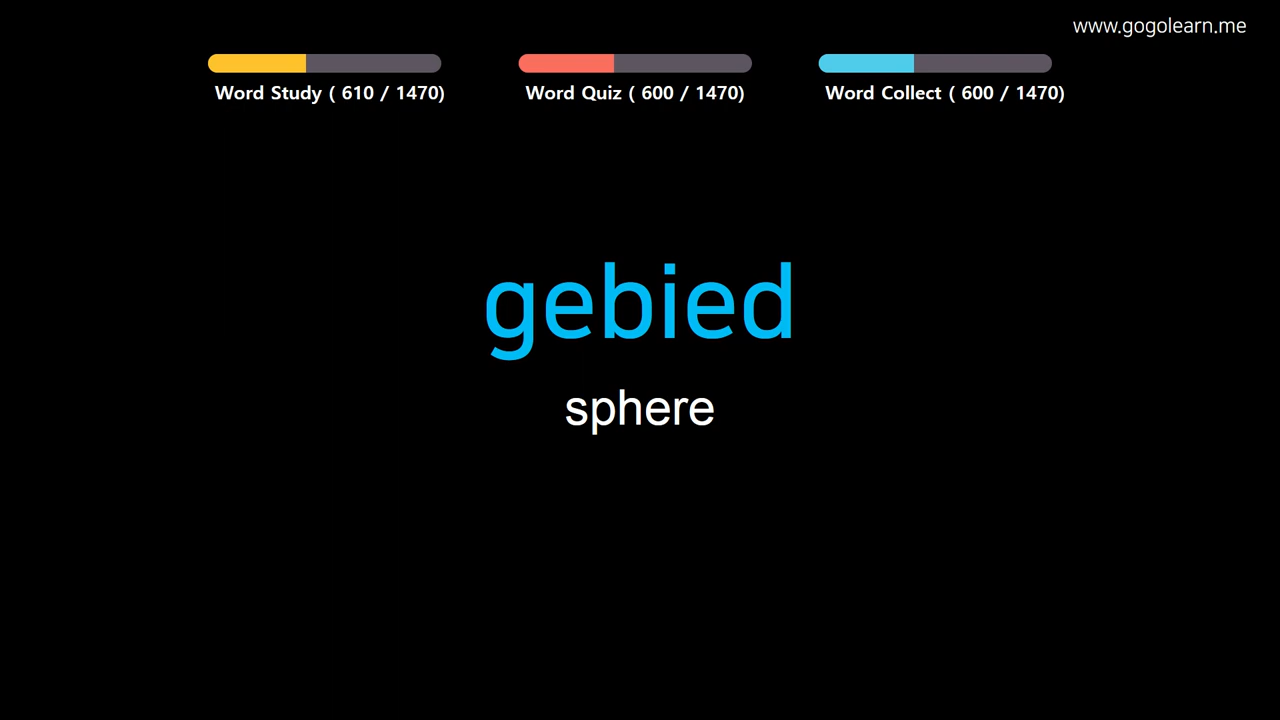 www.gogolearn.me
Word Study ( 610 / 1470)
Word Quiz ( 600 / 1470)
Word Collect ( 600 / 1470)
gebied
sphere